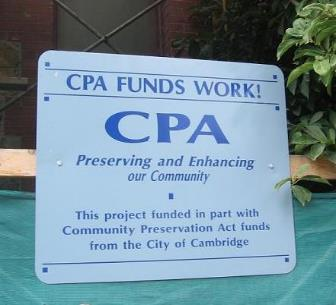 CPA FUNDS WORK!
CPA
Preserving and Enhancing
our Community
This project funded in part with
Community Preservation Act funds
from the City of Cambridge